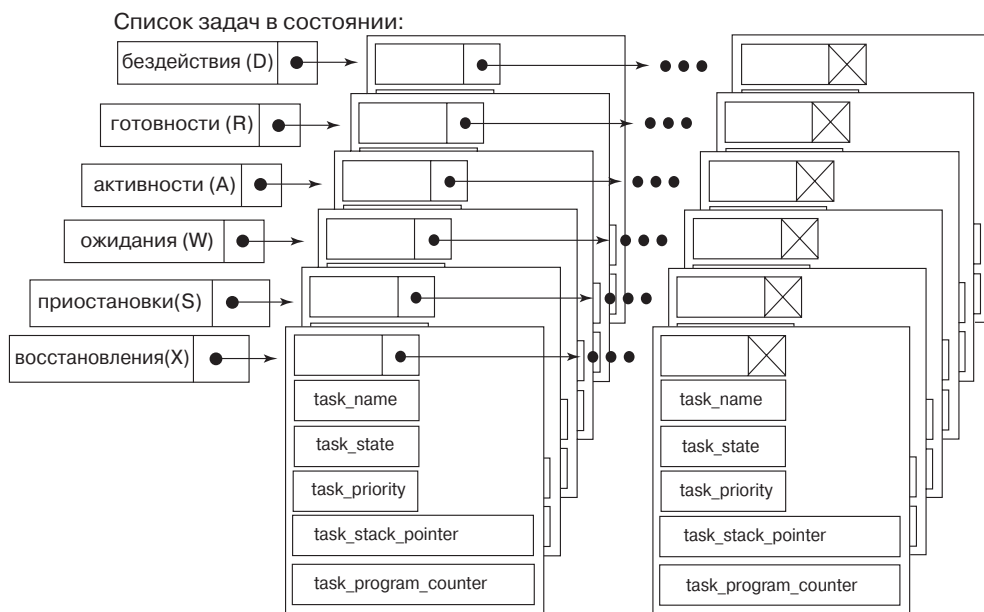 Список задач в состоянии:
бездействия (D)
готовности (R)
активности (A)
ожидания (W)
приостановки(S)
восстановления(X)
task_name
task_state
task_priority
task_stack_pointer
task_program_counter
task_name
task_state
task_priority
task_stack_pointer
task_program_counter